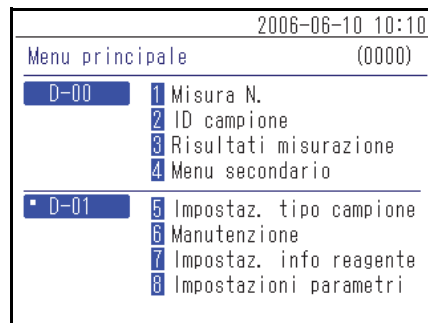 2006-06-10 10:10
Menu principale (0000)
D-00 1 Misura N.
2 ID campione
3 Risultati misurazione
4 Menu secondario
D-01 5 Impostaz. tipo campione
6 Manutenzione
7 Impostaz. info reagente
8 Impostazioni parametri